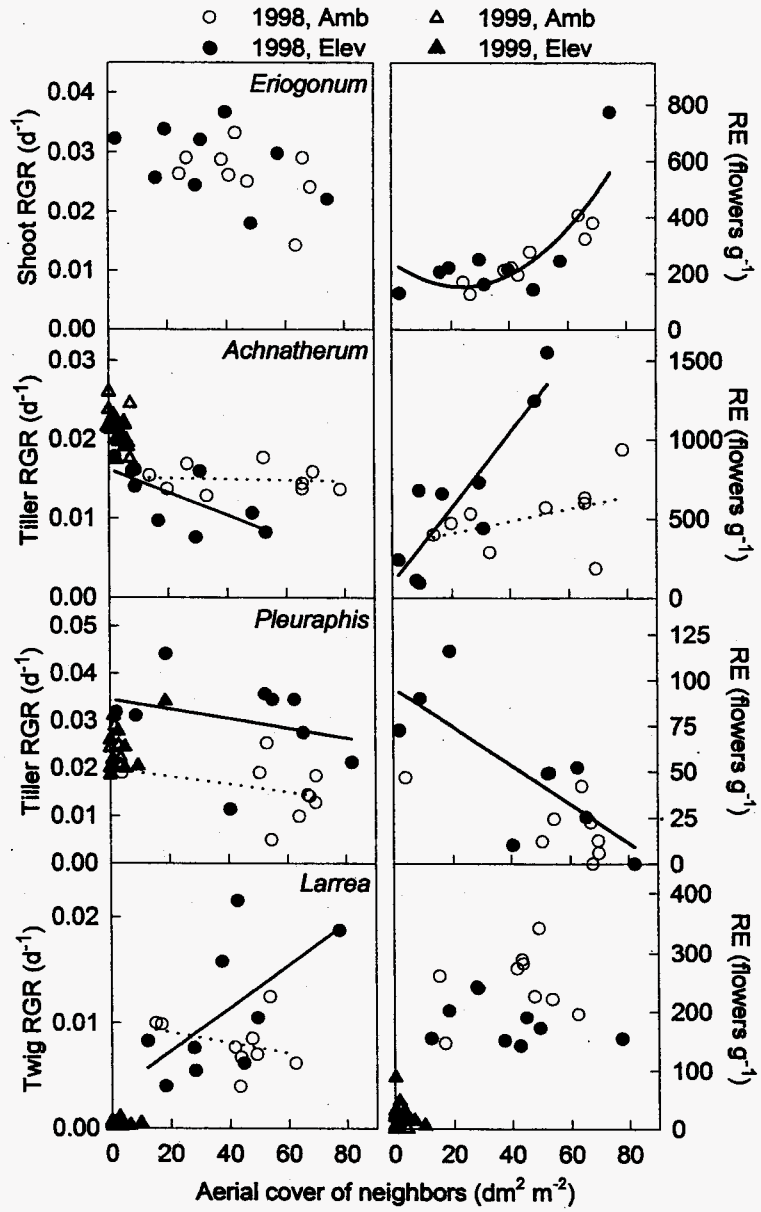 ○ 1998, Amb △ 1999, Amb
● 1998, Elev ▲ 1999, Elev
Eriogonum
Shoot RGR (d⁻¹)
0.04
0.03
0.02
0.01
0.00
RE (flowers g⁻¹)
800
600
400
200
0
Achnatherum
Tiller RGR (d⁻¹)
0.03
0.02
0.01
0.00
RE (flowers g⁻¹)
1500
1000
500
0
Pleuraphis
Tiller RGR (d⁻¹)
0.05
0.04
0.03
0.02
0.01
0.00
RE (flowers g⁻¹)
125
100
75
50
25
0
Larrea
Twig RGR (d⁻¹)
0.02
0.01
0.00
RE (flowers g⁻¹)
400
300
200
100
0
0 20 40 60 80 0 20 40 60 80
Aerial cover of neighbors (dm² m⁻²)